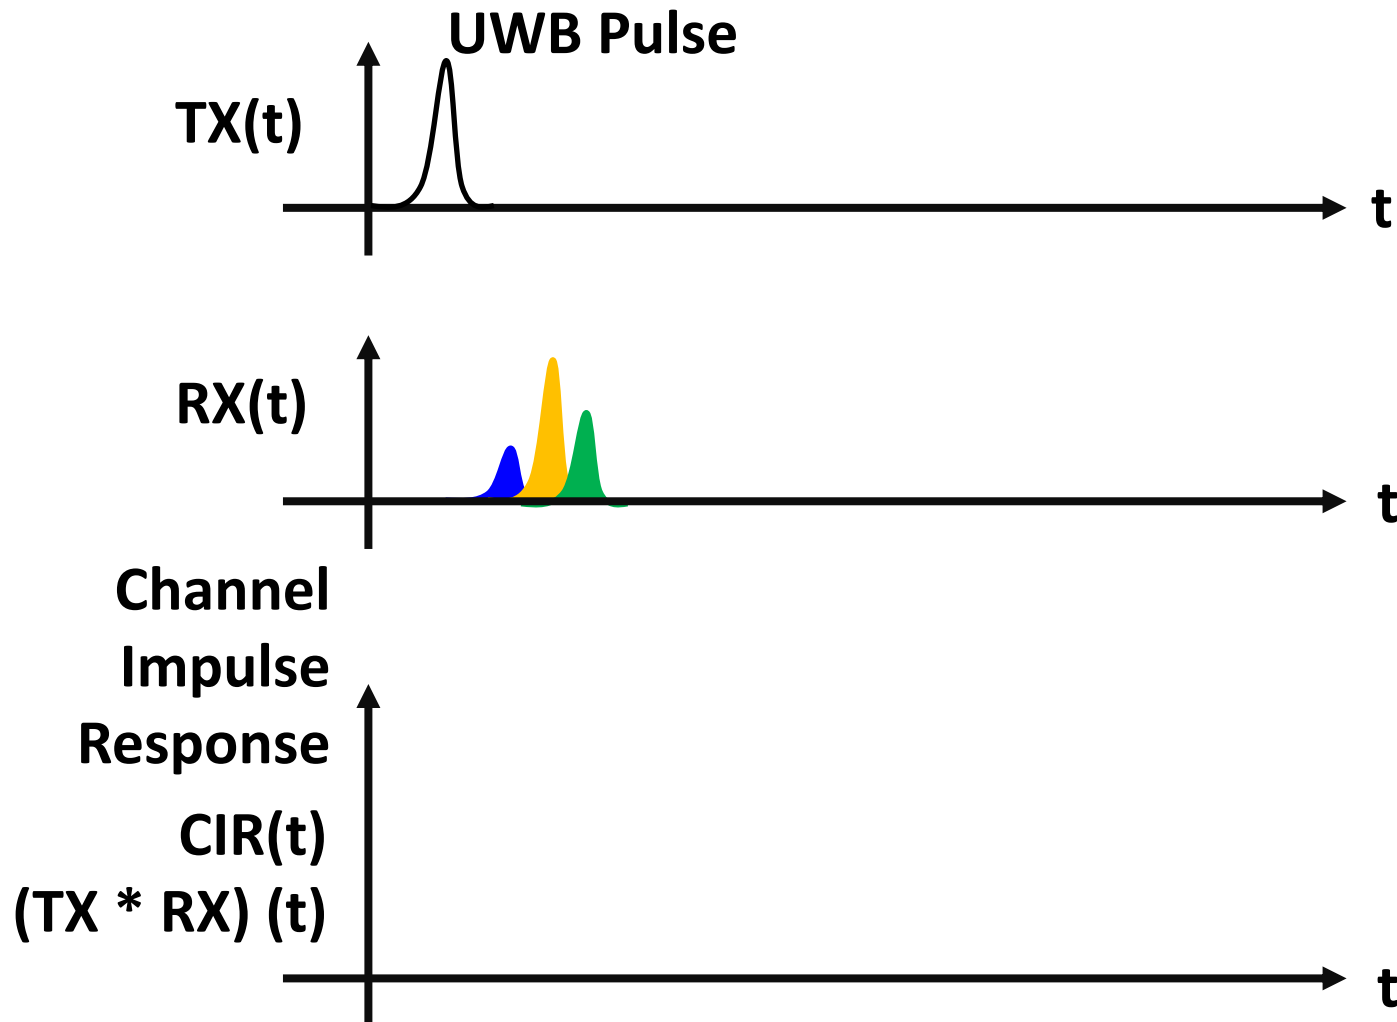 UWB Pulse
TX(t)
t
RX(t)
t
Channel
Impulse
Response
CIR(t)
(TX * RX) (t)
t